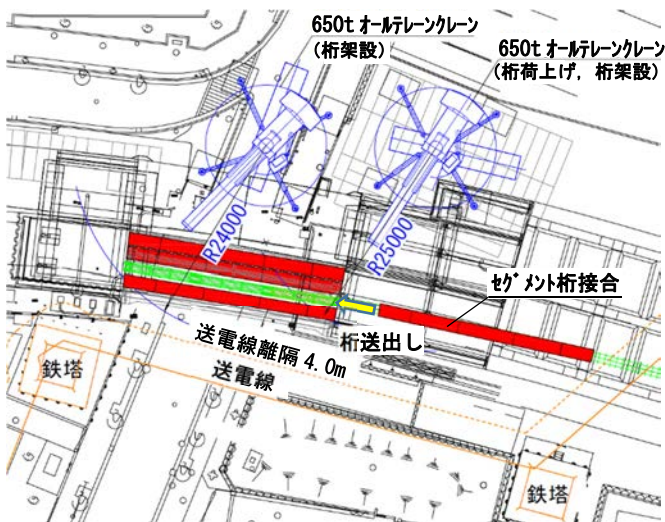 650t オールテーンクレーン
(桁架設)
650t オールテレーンクレーン
(桁荷上げ, 桁架設)
R24000
R25000
セグメント桁接合
桁送出し
送電線離隔 4.0m
送電線
鉄塔
鉄塔